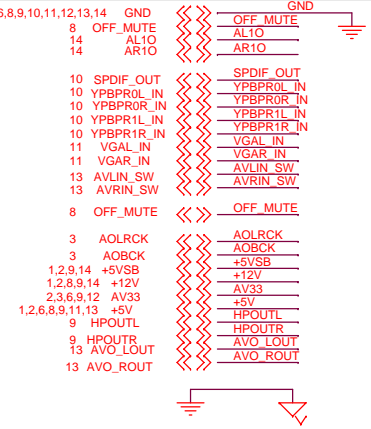 6,8,9,10,11,12,13,14 GND GND
8 OFF_MUTE OFF_MUTE
14 AL1O AL1O
14 AR1O AR1O
10 SPDIF_OUT SPDIF_OUT
10 YPBPR0L_IN YPBPR0L_IN
10 YPBPR0R_IN YPBPR0R_IN
10 YPBPR1L_IN YPBPR1L_IN
10 YPBPR1R_IN YPBPR1R_IN
11 VGAL_IN VGAL_IN
11 VGAR_IN VGAR_IN
13 AVLIN_SW AVLIN_SW
13 AVRIN_SW AVRIN_SW
8 OFF_MUTE OFF_MUTE
3 AOLRCK AOLRCK
3 AOBCK AOBCK
1,2,9,14 +5VSB +5VSB
1,2,8,9,14 +12V +12V
2,3,6,9,12 AV33 AV33
1,2,6,8,9,11,13 +5V +5V
9 HPOUTL HPOUTL
9 HPOUTR HPOUTR
13 AVO_LOUT AVO_LOUT
13 AVO_ROUT AVO_ROUT